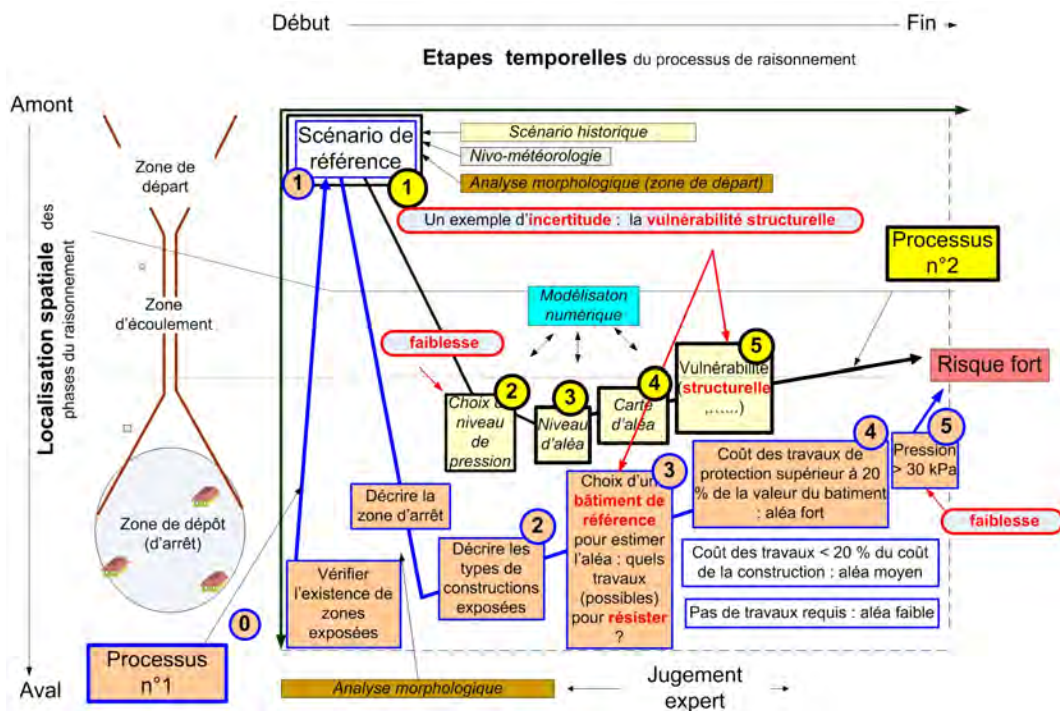 Début
Fin
Etapes temporelles du processus de raisonnement
Amont
Localisation spatiale des
phases du raisonnement
Aval
Zone de
départ
Zone
d'écoulement
Zone de dépôt
(d'arrêt)
0
Processus
n°1
Scénario de
référence
1
1
Scénario historique
Nivo-météorologie
Analyse morphologique (zone de départ)
Un exemple d'incertitude : la vulnérabilité structurelle
Processus
n°2
Modélisaton
numérique
faiblesse
2
Choix
niveau de
pression
3
Niveau
d'aléa
4
Carte
d'aléa
5
Vulnérabilité
(structurelle
,......)
Risque fort
Vérifier
l'existence de
zones
exposées
Décrire la
zone d'arrêt
2
Décrire les
types de
constructions
exposées
3
Choix d'un
bâtiment de
référence
pour estimer
l'aléa : quels
travaux
(possibles)
pour résister
?
4
Coût des travaux de
protection supérieur à 20
% de la valeur du batiment
: aléa fort
5
Pression
> 30 kPa
faiblesse
Coût des travaux < 20 % du coût
de la construction : aléa moyen
Pas de travaux requis : aléa faible
Analyse morphologique
Jugement
expert